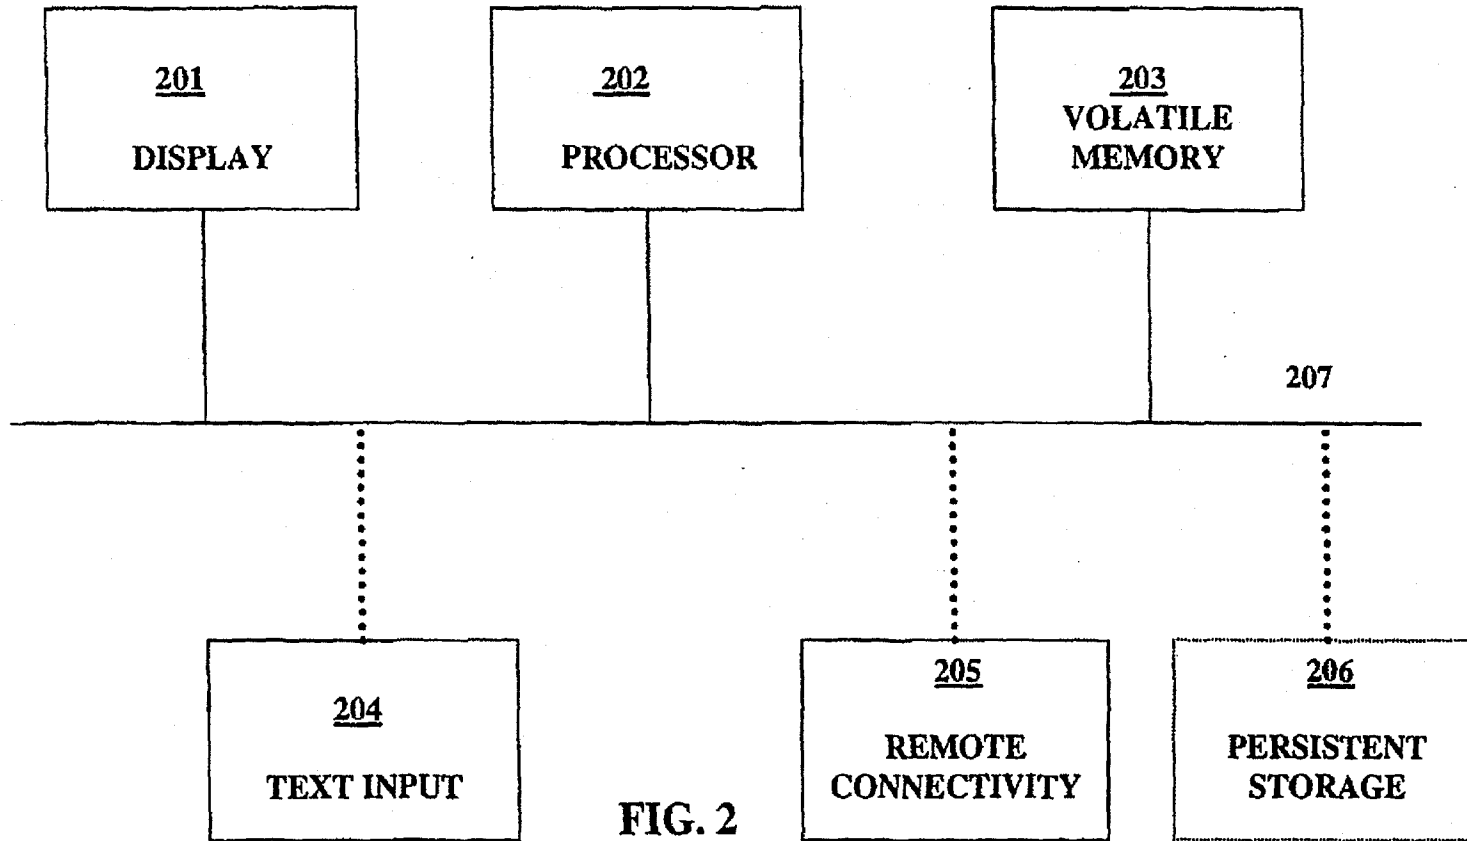 201
DISPLAY
202
PROCESSOR
203
VOLATILE
MEMORY
207
204
TEXT INPUT
205
REMOTE
CONNECTIVITY
206
PERSISTENT
STORAGE
FIG. 2